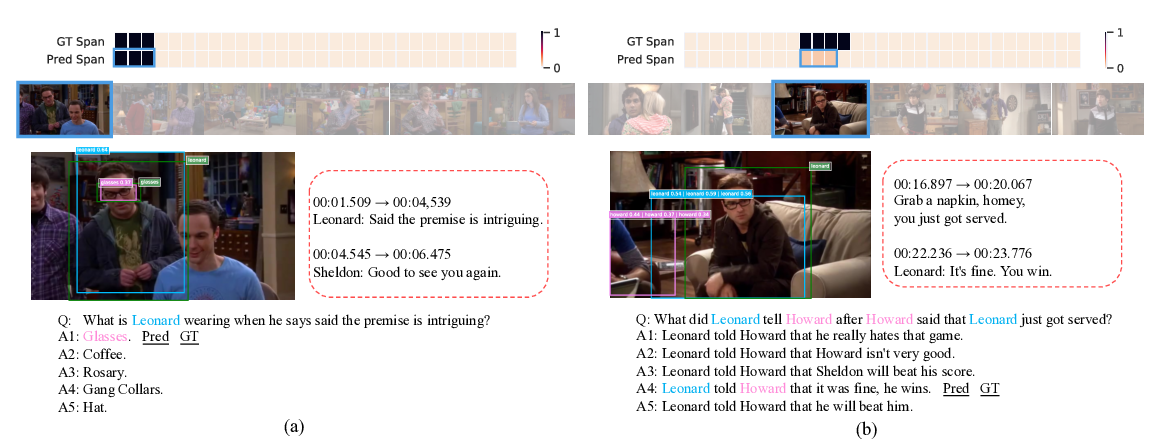 GT Span
Pred Span
1
0
leonard 0.64
leonard
glasses 0.37
glasses
00:01.509 → 00:04,539
Leonard: Said the premise is intriguing.
00:04.545 → 00:06.475
Sheldon: Good to see you again.
Q: What is Leonard wearing when he says said the premise is intriguing?
A1: Glasses. Pred GT
A2: Coffee.
A3: Rosary.
A4: Gang Collars.
A5: Hat.
(a)
GT Span
Pred Span
1
0
leonard
leonard 0.54 | leonard 0.59 | leonard 0.56
howard 0.44 | howard 0.37 | howard 0.34
00:16.897 → 00:20.067
Grab a napkin, homey,
you just got served.
00:22.236 → 00:23.776
Leonard: It's fine. You win.
Q: What did Leonard tell Howard after Howard said that Leonard just got served?
A1: Leonard told Howard that he really hates that game.
A2: Leonard told Howard that Howard isn't very good.
A3: Leonard told Howard that Sheldon will beat his score.
A4: Leonard told Howard that it was fine, he wins. Pred GT
A5: Leonard told Howard that he will beat him.
(b)